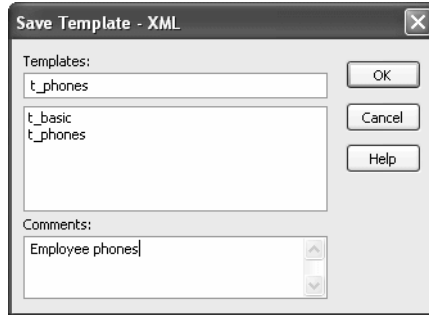 Save Template - XML
Templates:
t_phones
OK
t_basic
t_phones
Cancel
Help
Comments:
Employee phones